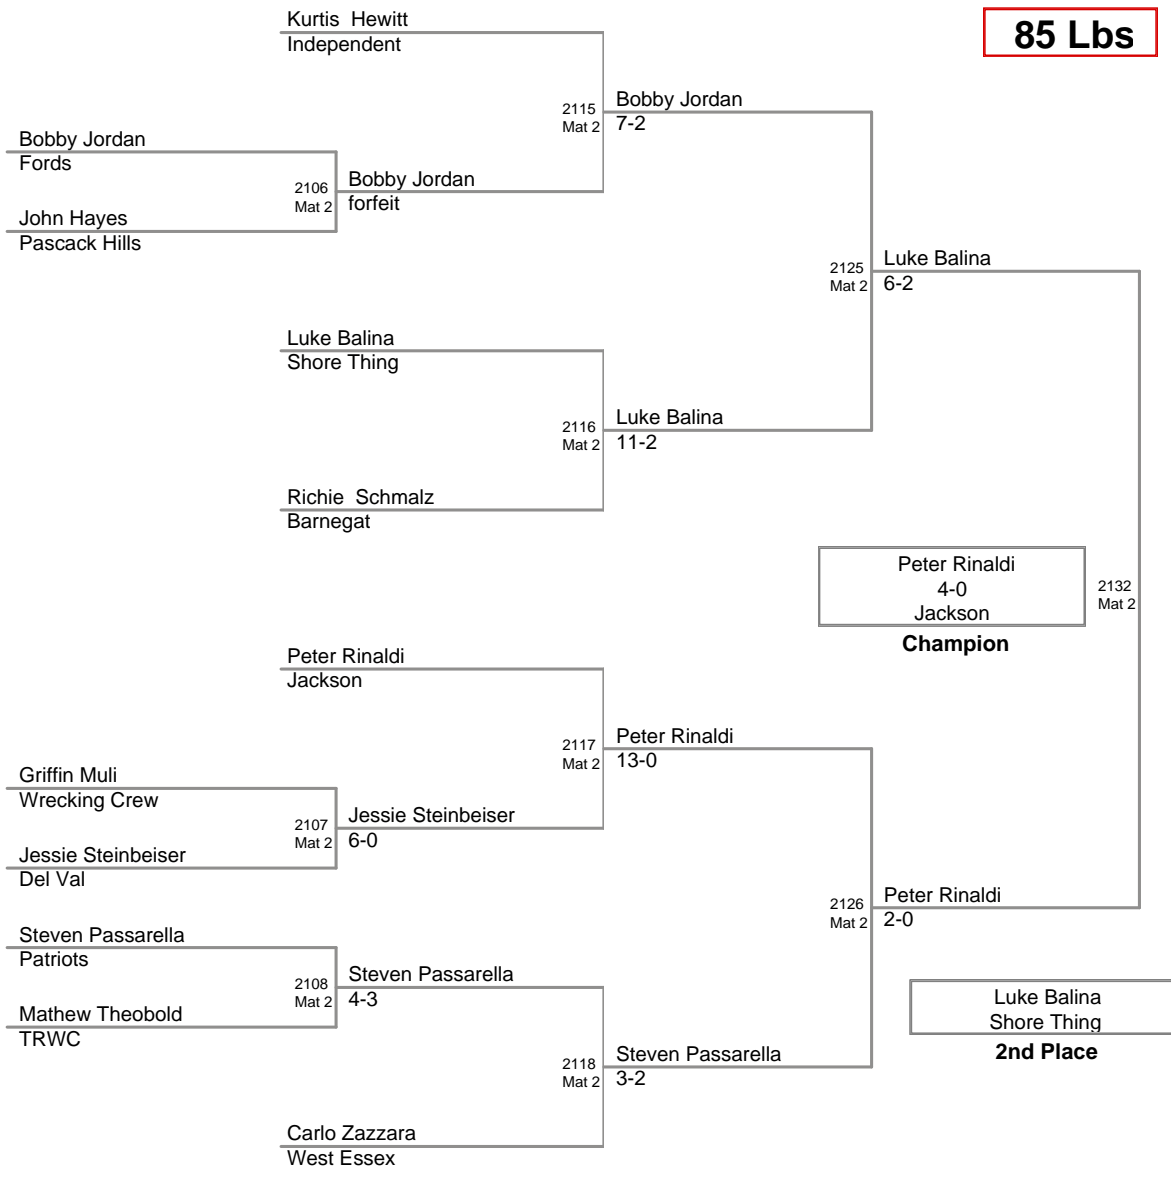 Kurtis  Hewitt
Independent
85 Lbs
2115
Mat 2
Bobby Jordan
7-2
Bobby Jordan
Fords
2106
Mat 2
Bobby Jordan
forfeit
John Hayes
Pascack Hills
2125
Mat 2
Luke Balina
6-2
Luke Balina
Shore Thing
2116
Mat 2
Luke Balina
11-2
Richie  Schmalz
Barnegat
Peter Rinaldi
4-0
Jackson
Champion
2132
Mat 2
Peter Rinaldi
Jackson
2117
Mat 2
Peter Rinaldi
13-0
Griffin Muli
Wrecking Crew
2107
Mat 2
Jessie Steinbeiser
6-0
Jessie Steinbeiser
Del Val
2126
Mat 2
Peter Rinaldi
2-0
Steven Passarella
Patriots
2108
Mat 2
Steven Passarella
4-3
Mathew Theobold
TRWC
Luke Balina
Shore Thing
2nd Place
2118
Mat 2
Steven Passarella
3-2
Carlo Zazzara
West Essex